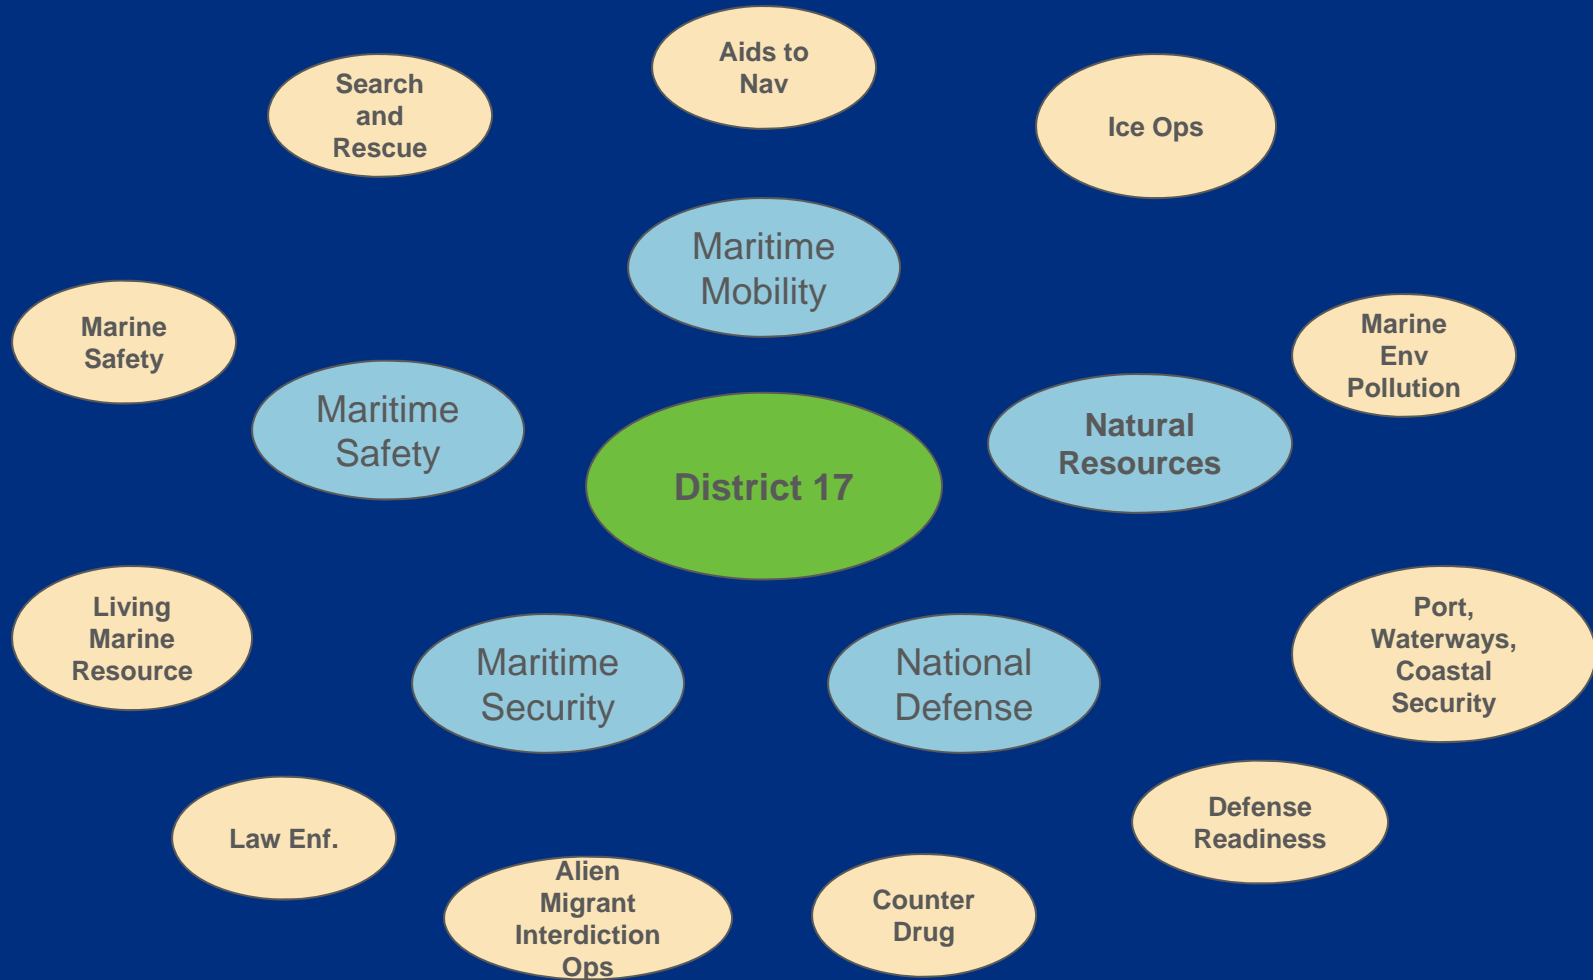 Aids to
Nav
Search
and
Rescue
Ice Ops
Maritime
Mobility
Marine
Safety
Marine
Env
Pollution
Maritime
Safety
Natural
Resources
District 17
Living
Marine
Resource
Maritime
Security
National
Defense
Port,
Waterways,
Coastal
Security
Law Enf.
Defense
Readiness
Alien
Migrant
Interdiction
Ops
Counter
Drug